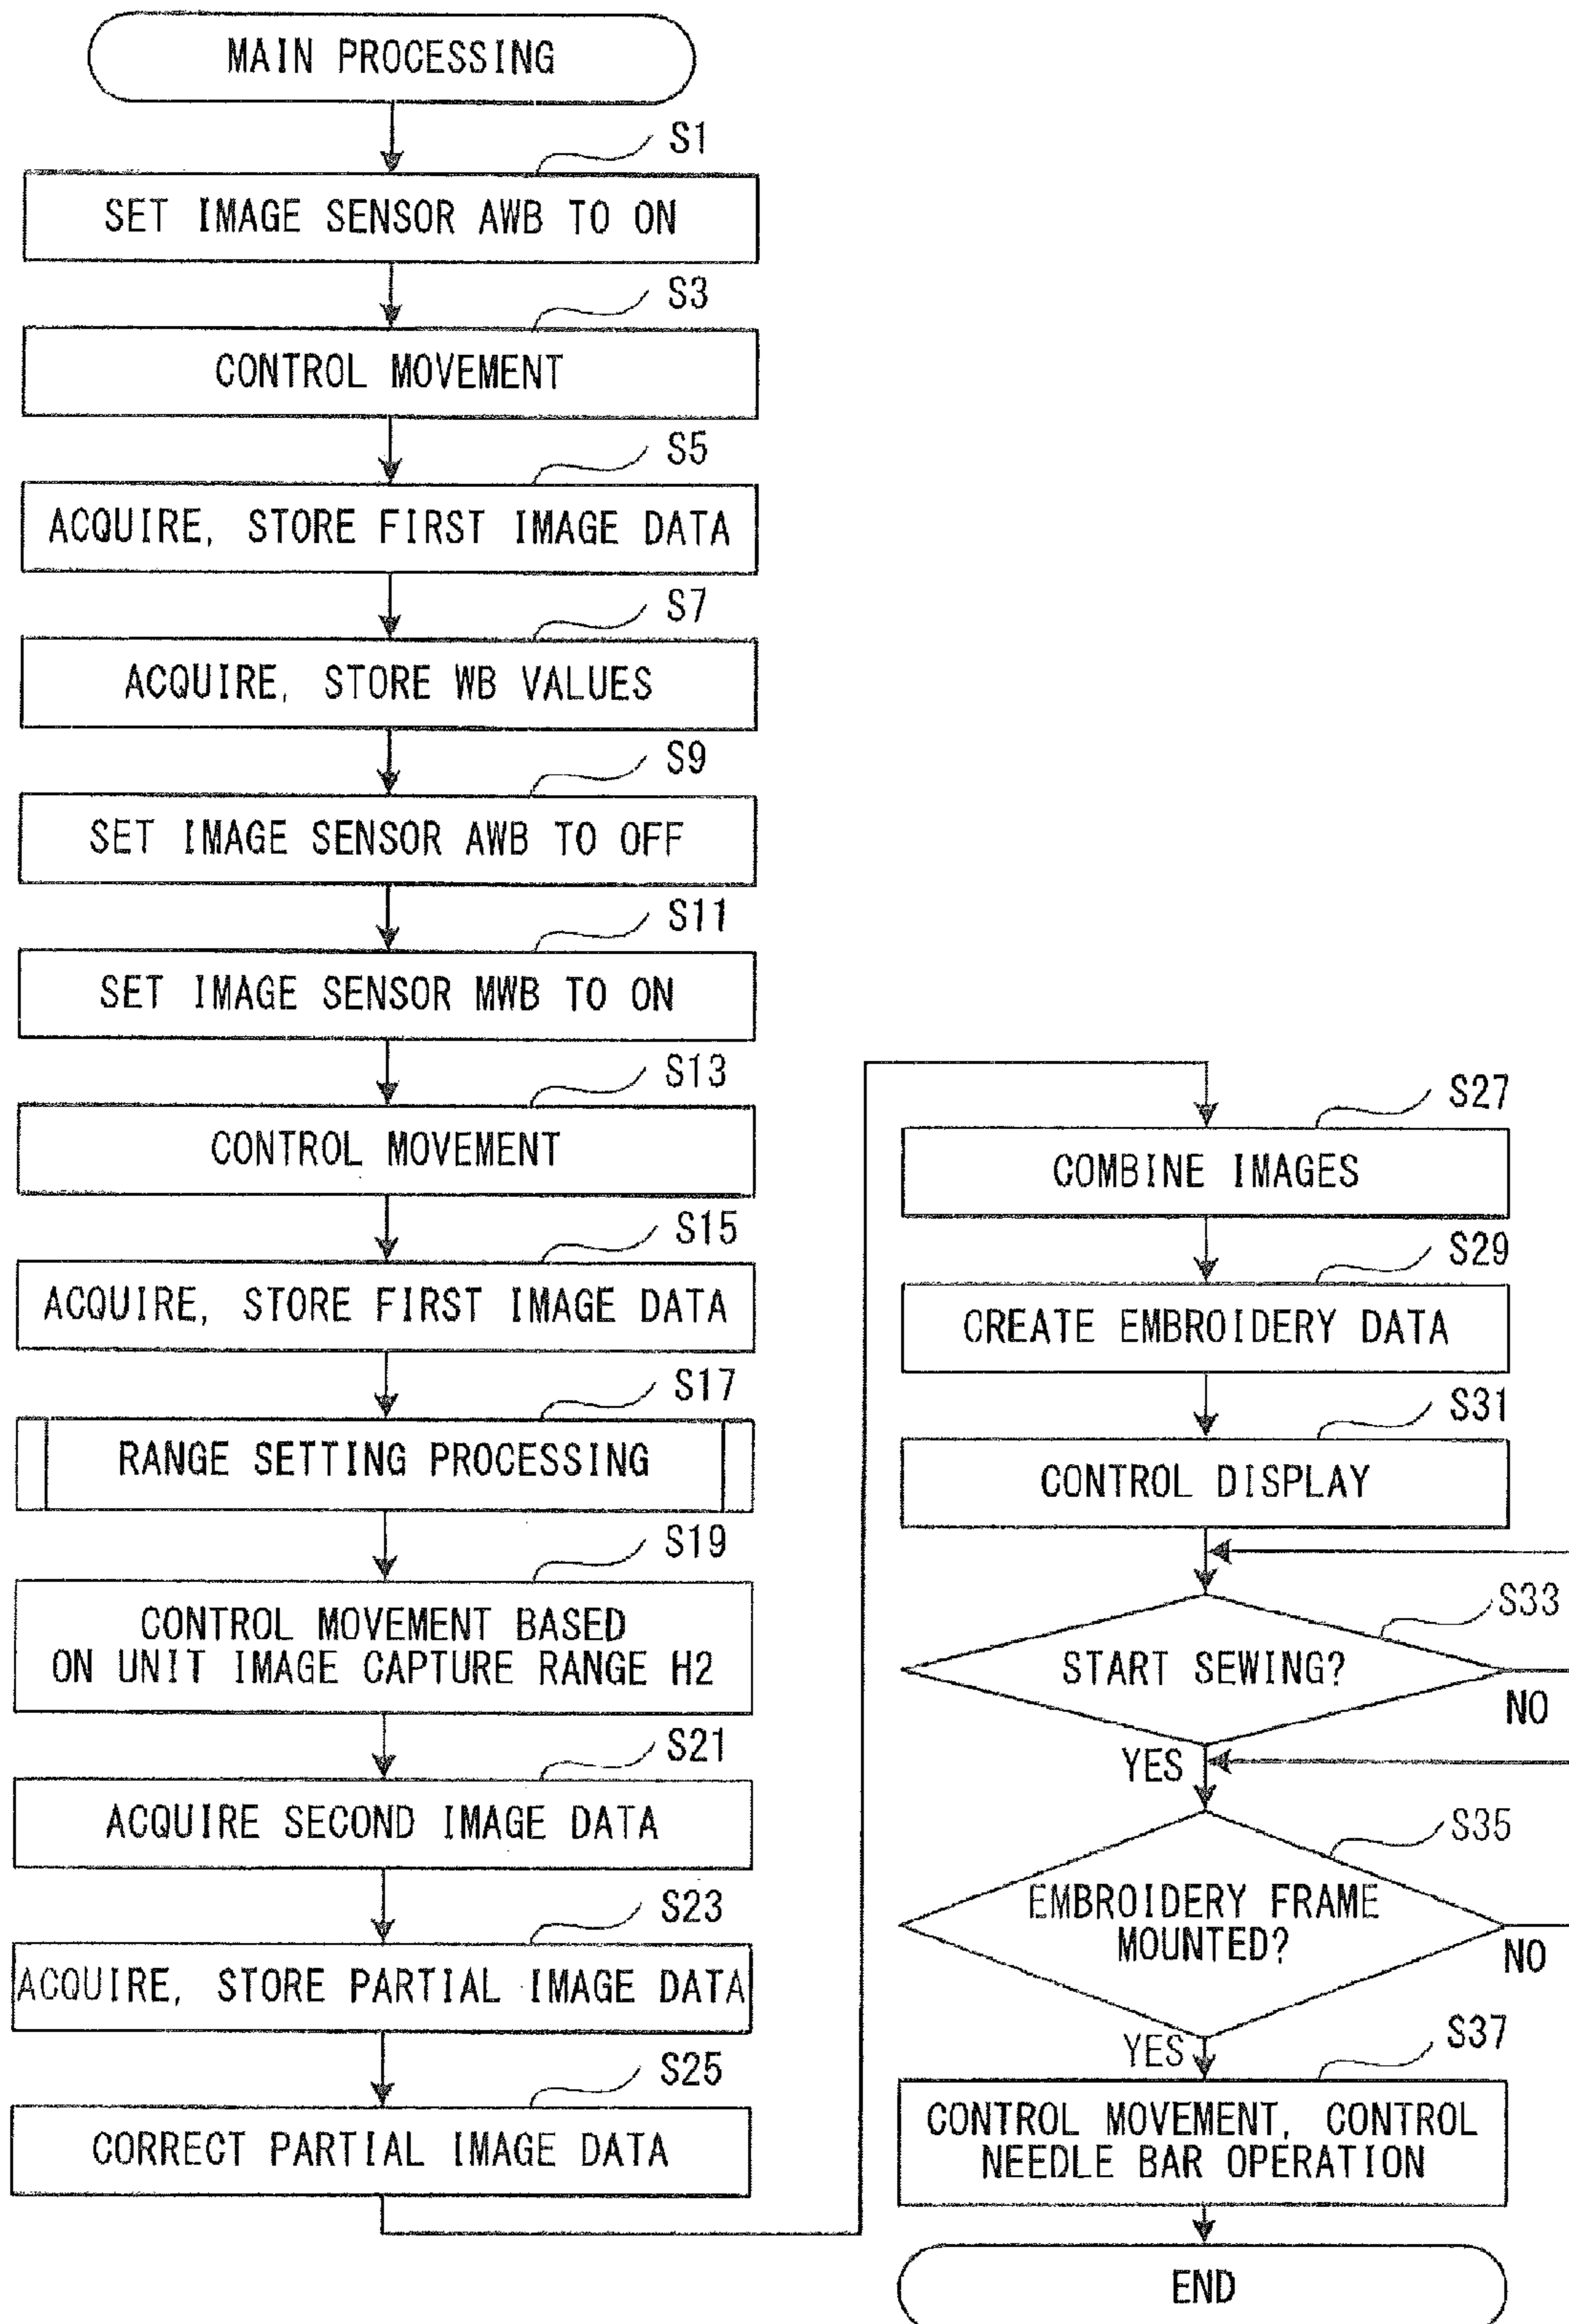 MAIN PROCESSING
S1
SET IMAGE SENSOR AWB TO ON
S3
CONTROL MOVEMENT
S5
ACQUIRE, STORE FIRST IMAGE DATA
S7
ACQUIRE, STORE WB VALUES
S9
SET IMAGE SENSOR AWB TO OFF
S11
SET IMAGE SENSOR MWB TO ON
S13
CONTROL MOVEMENT
S15
ACQUIRE, STORE FIRST IMAGE DATA
S17
RANGE SETTING PROCESSING
S19
CONTROL MOVEMENT BASED
ON UNIT IMAGE CAPTURE RANGE H2
S21
ACQUIRE SECOND IMAGE DATA
S23
ACQUIRE, STORE PARTIAL IMAGE DATA
S25
CORRECT PARTIAL IMAGE DATA
S27
COMBINE IMAGES
S29
CREATE EMBROIDERY DATA
S31
CONTROL DISPLAY
S33
START SEWING?
NO
YES
S35
EMBROIDERY FRAME
MOUNTED?
NO
YES
S37
CONTROL MOVEMENT, CONTROL
NEEDLE BAR OPERATION
END